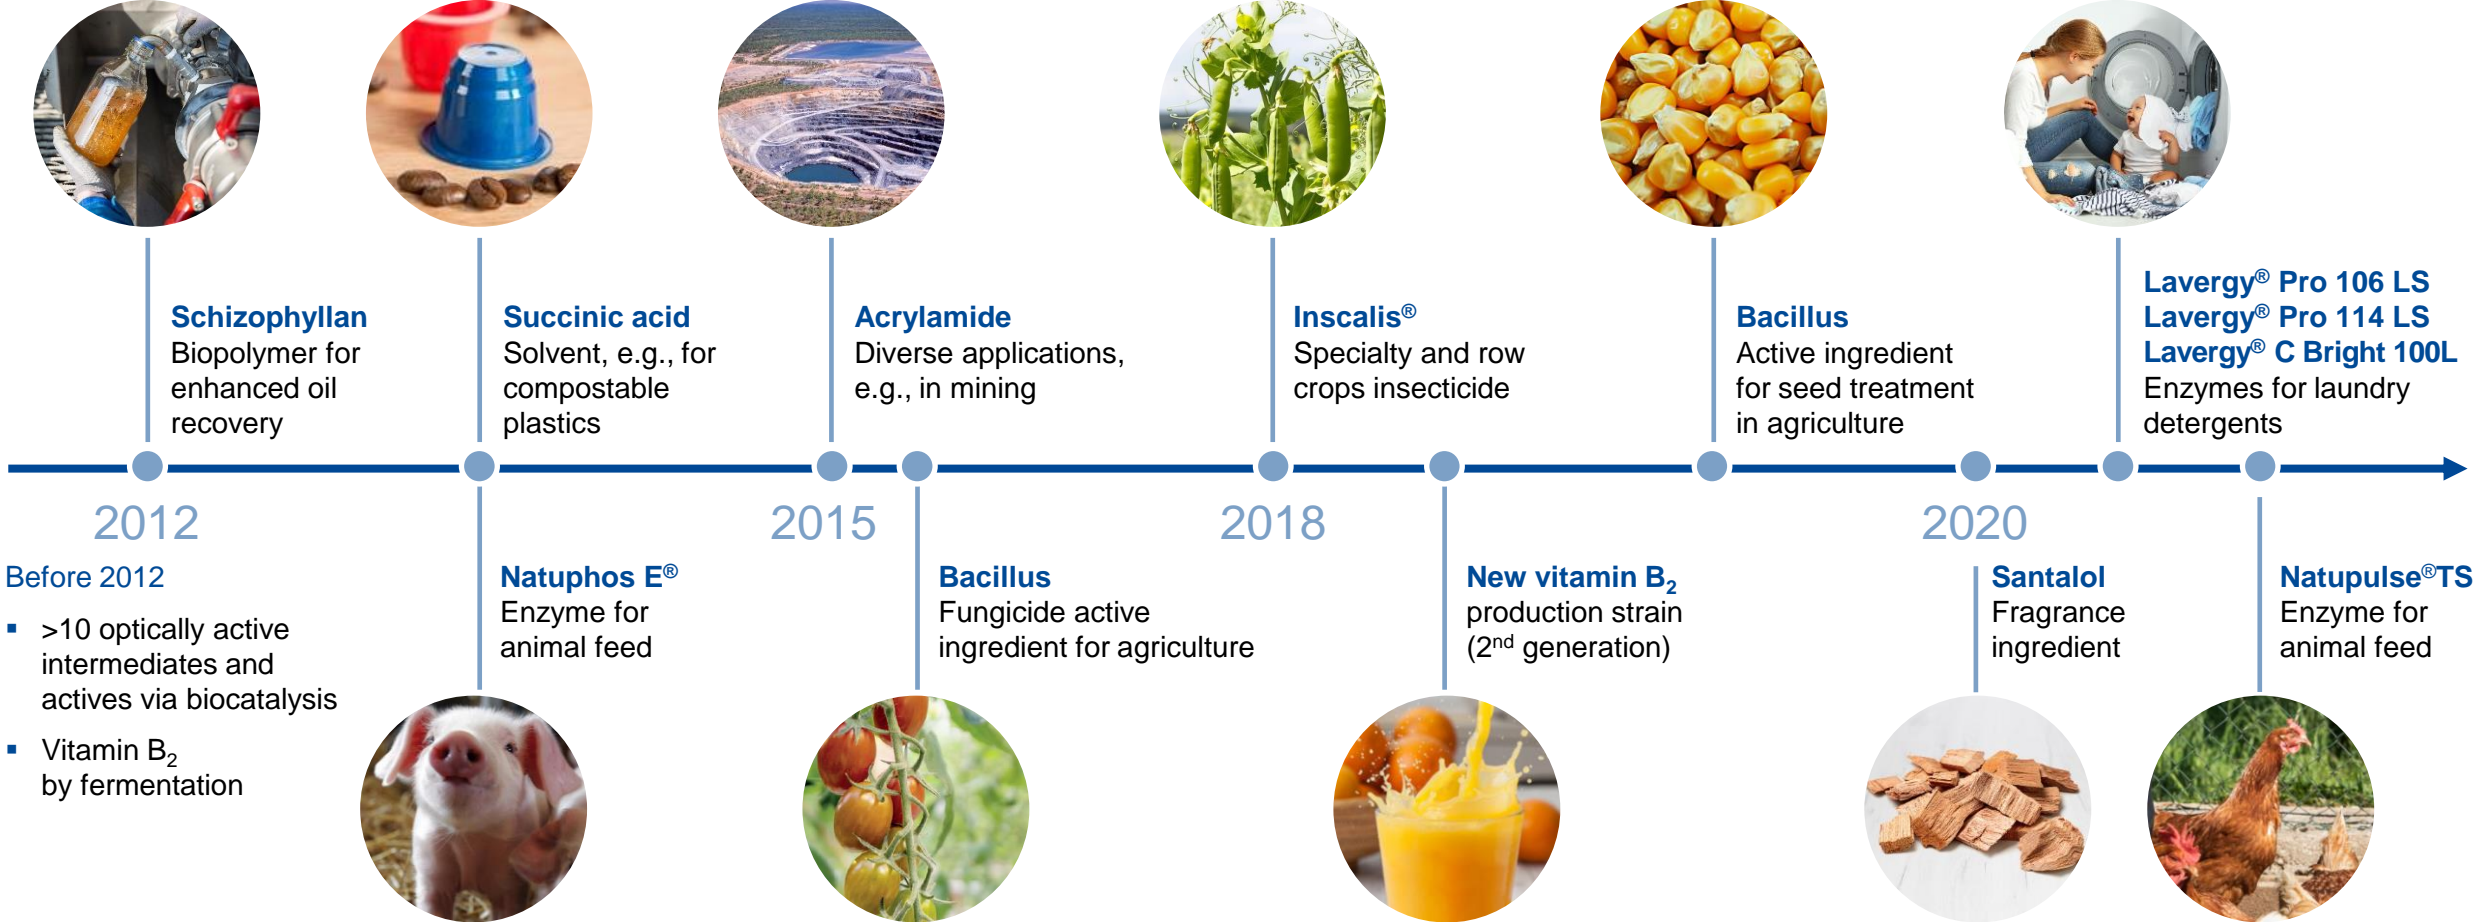 Schizophyllan
Biopolymer for
enhanced oil
recovery
Succinic acid
Solvent, e.g., for
compostable
plastics
Acrylamide
Diverse applications,
e.g., in mining
Inscalis®
Specialty and row
crops insecticide
Bacillus
Active ingredient
for seed treatment
in agriculture
Lavergy® Pro 106 LS
Lavergy® Pro 114 LS
Lavergy® C Bright 100L
Enzymes for laundry
detergents
2012
2015
2018
2020
Before 2012
▪ >10 optically active
intermediates and
actives via biocatalysis
▪ Vitamin B₂
by fermentation
Natuphos E®
Enzyme for
animal feed
Bacillus
Fungicide active
ingredient for agriculture
New vitamin B₂
production strain
(2nd generation)
Santalol
Fragrance
ingredient
Natupulse®TS
Enzyme for
animal feed